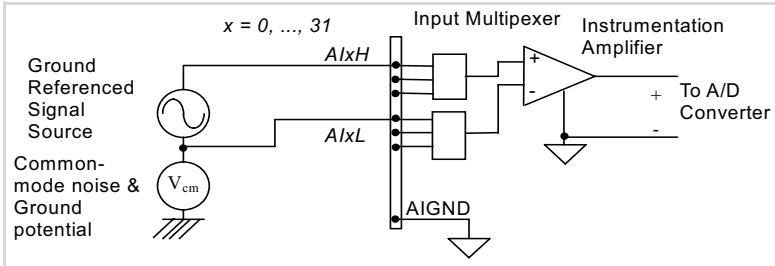 x = 0, ..., 31
Input Multipexer
Instrumentation
Amplifier
AIxH
Ground
Referenced
Signal
Source
+
-
+
-
To A/D
Converter
AIxL
Common-
mode noise &
Ground
potential
Vcm
AIGND